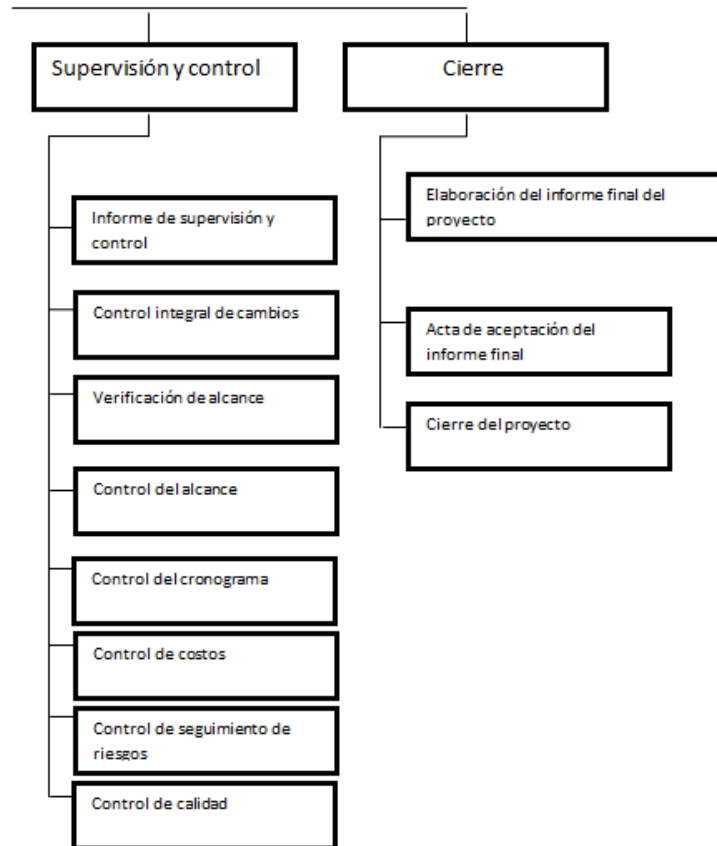 Supervisión y control
Informe de supervisión y
control
Control integral de cambios
Verificación de alcance
Control del alcance
Control del cronograma
Control de costos
Control de seguimiento de
riesgos
Control de calidad
Cierre
Elaboración del informe final del
proyecto
Acta de aceptación del
informe final
Cierre del proyecto